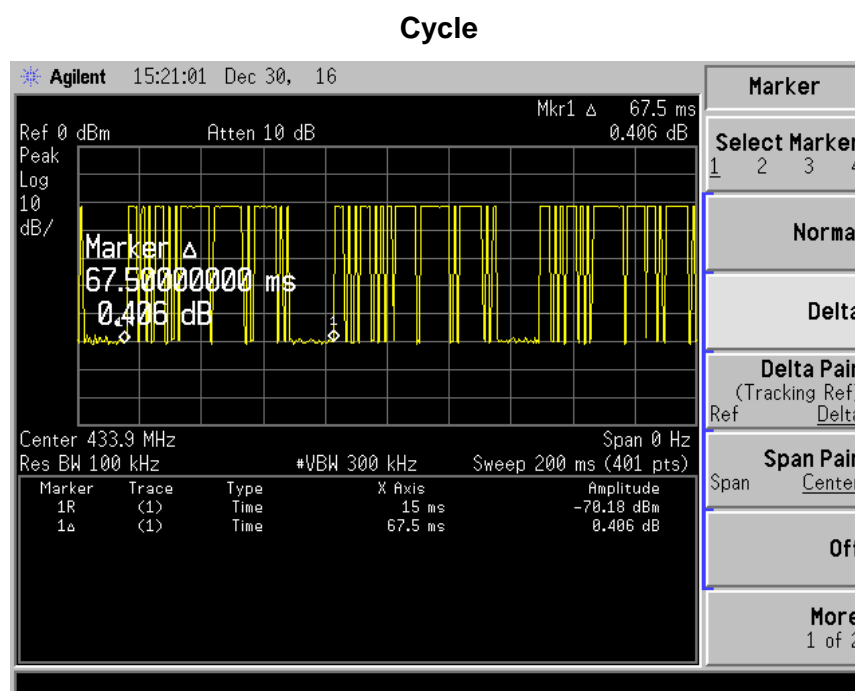 Cycle
Agilent 15:21:01 Dec 30, 16
Mkr1 Δ 67.5 ms
Ref 0 dBm Atten 10 dB 0.406 dB
Peak
Log
10
dB/
Marker Δ
67.50000000 ms
0.406 dB
1
Center 433.9 MHz Span 0 Hz
Res BW 100 kHz #VBW 300 kHz Sweep 200 ms (401 pts)
Marker Trace Type X Axis Amplitude
1R (1) Time 15 ms -70.18 dBm
1Δ (1) Time 67.5 ms 0.406 dB
Marker
Select Marker
1 2 3 4
Norma
Delta
Delta Pair
(Tracking Ref)
Ref Delta
Span Pair
Span Center
Off
More
1 of 2